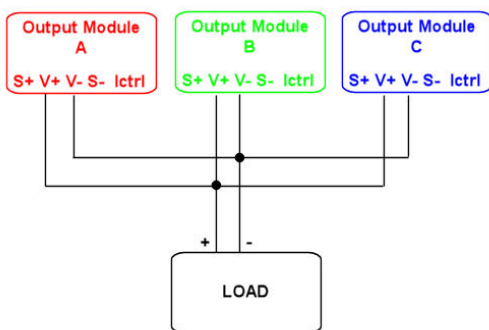 Output Module
A
S+ V+ V- S- Ictrl
Output Module
B
S+ V+ V- S- Ictrl
Output Module
C
S+ V+ V- S- Ictrl
+ -
LOAD